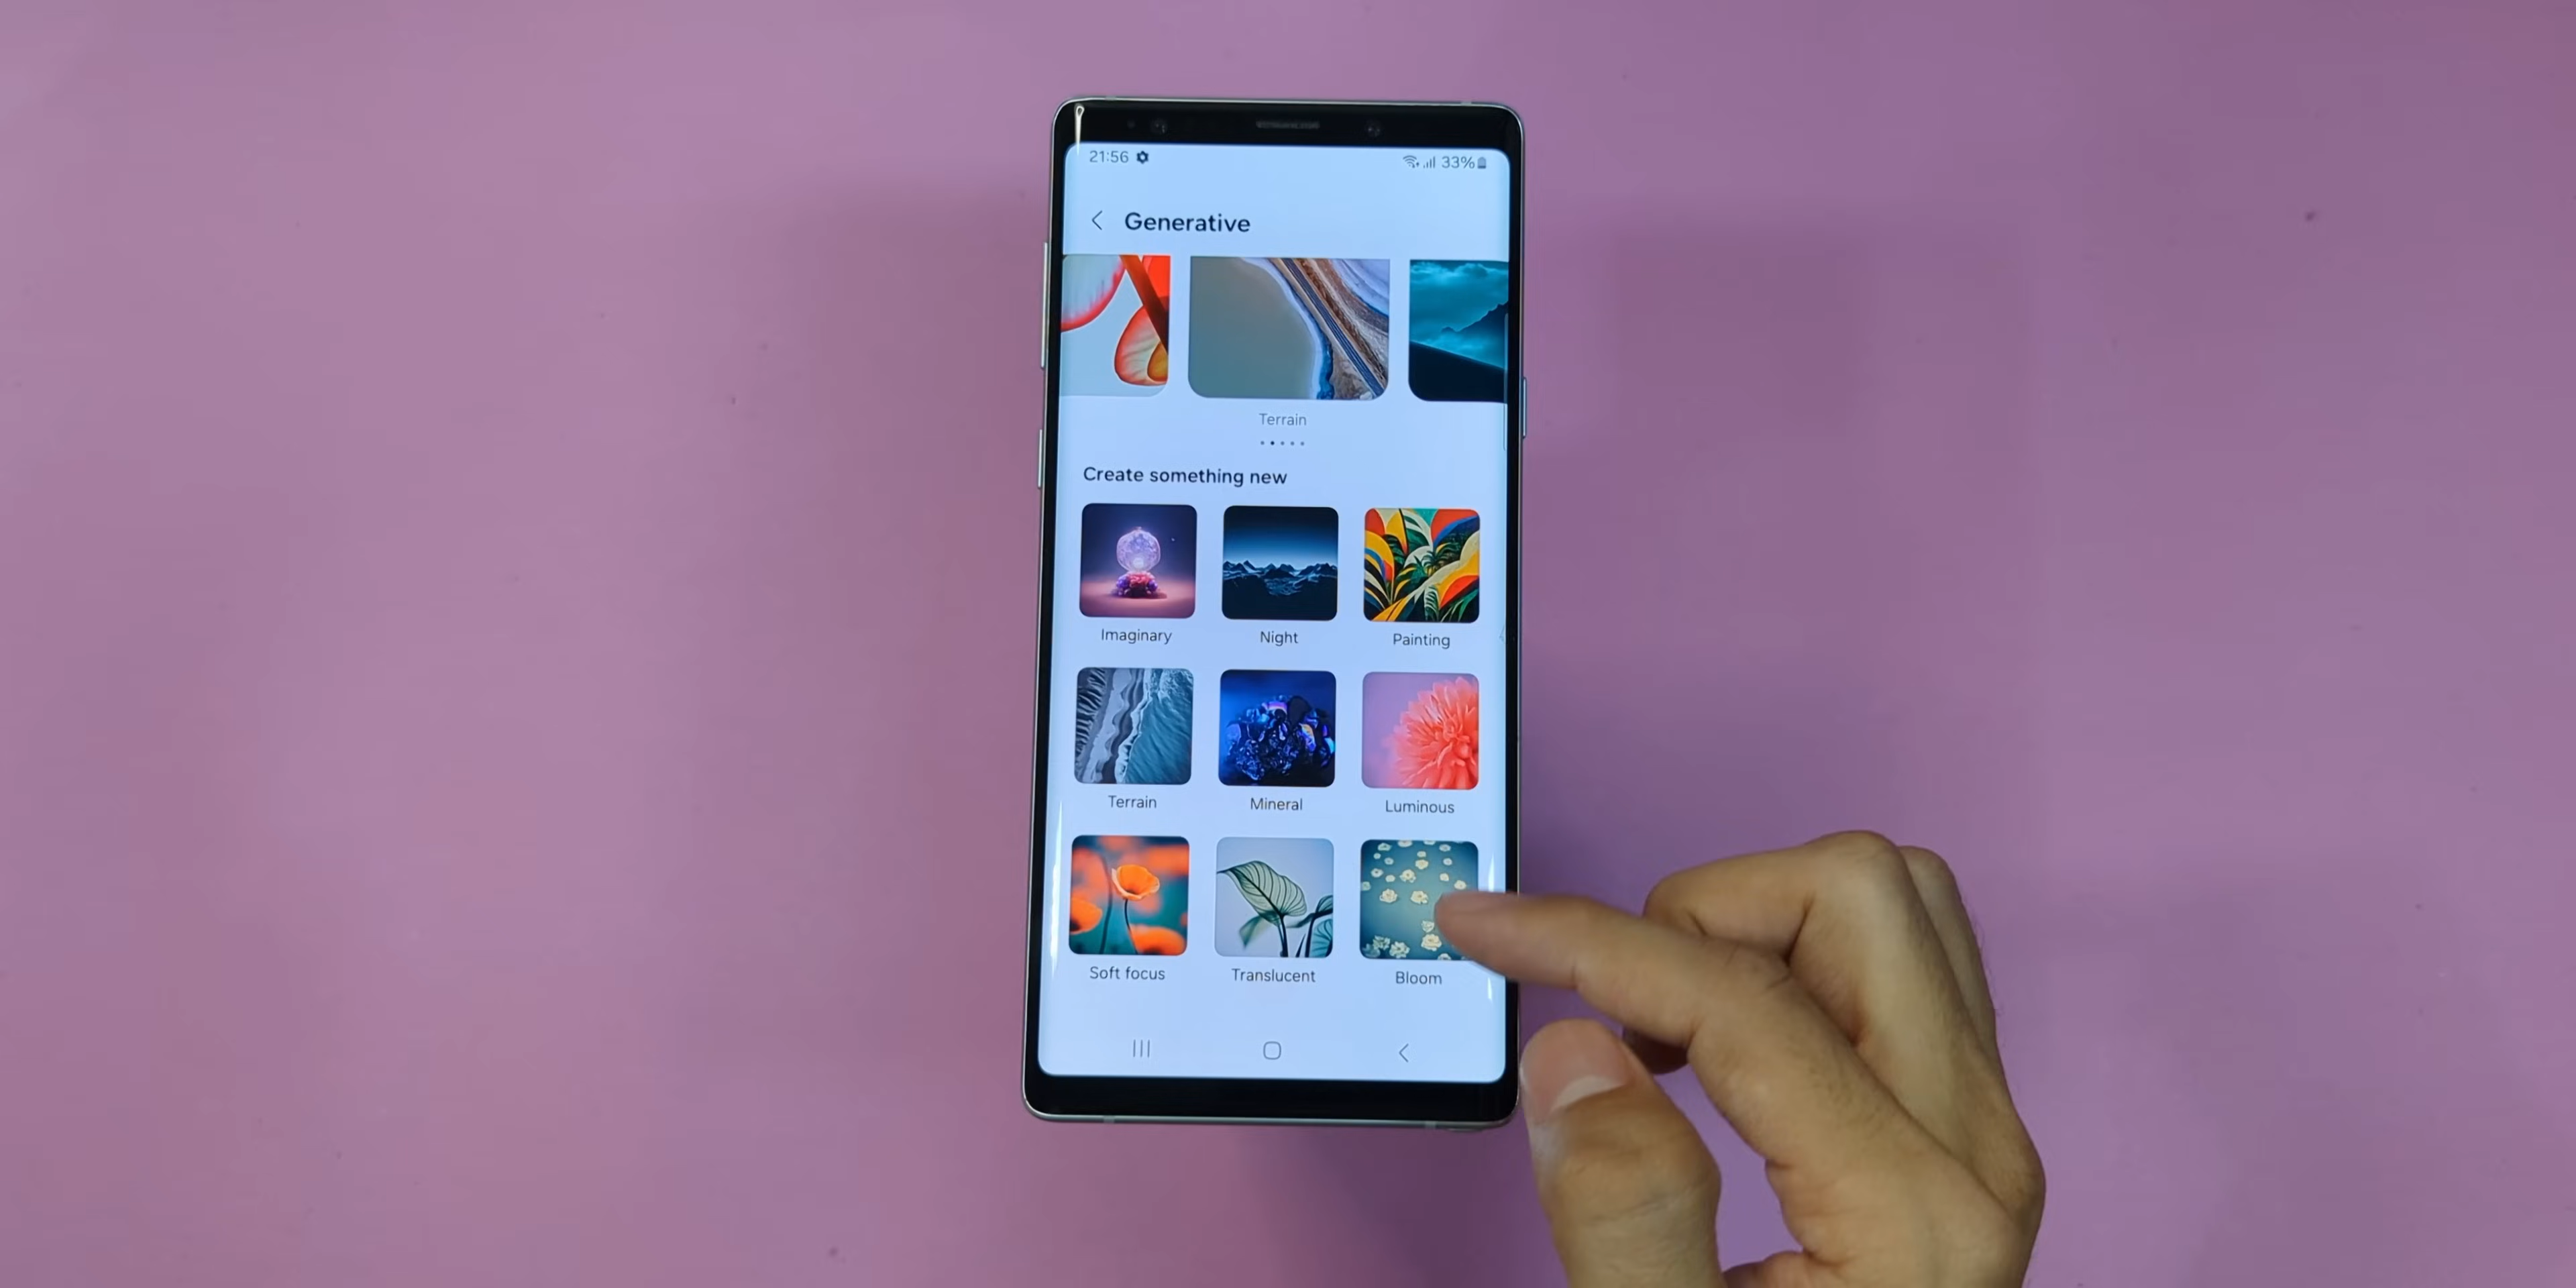 21:56 33%
Generative
Terrain
Create something new
Imaginary Night Painting
Terrain Mineral Luminous
Soft focus Translucent Bloom